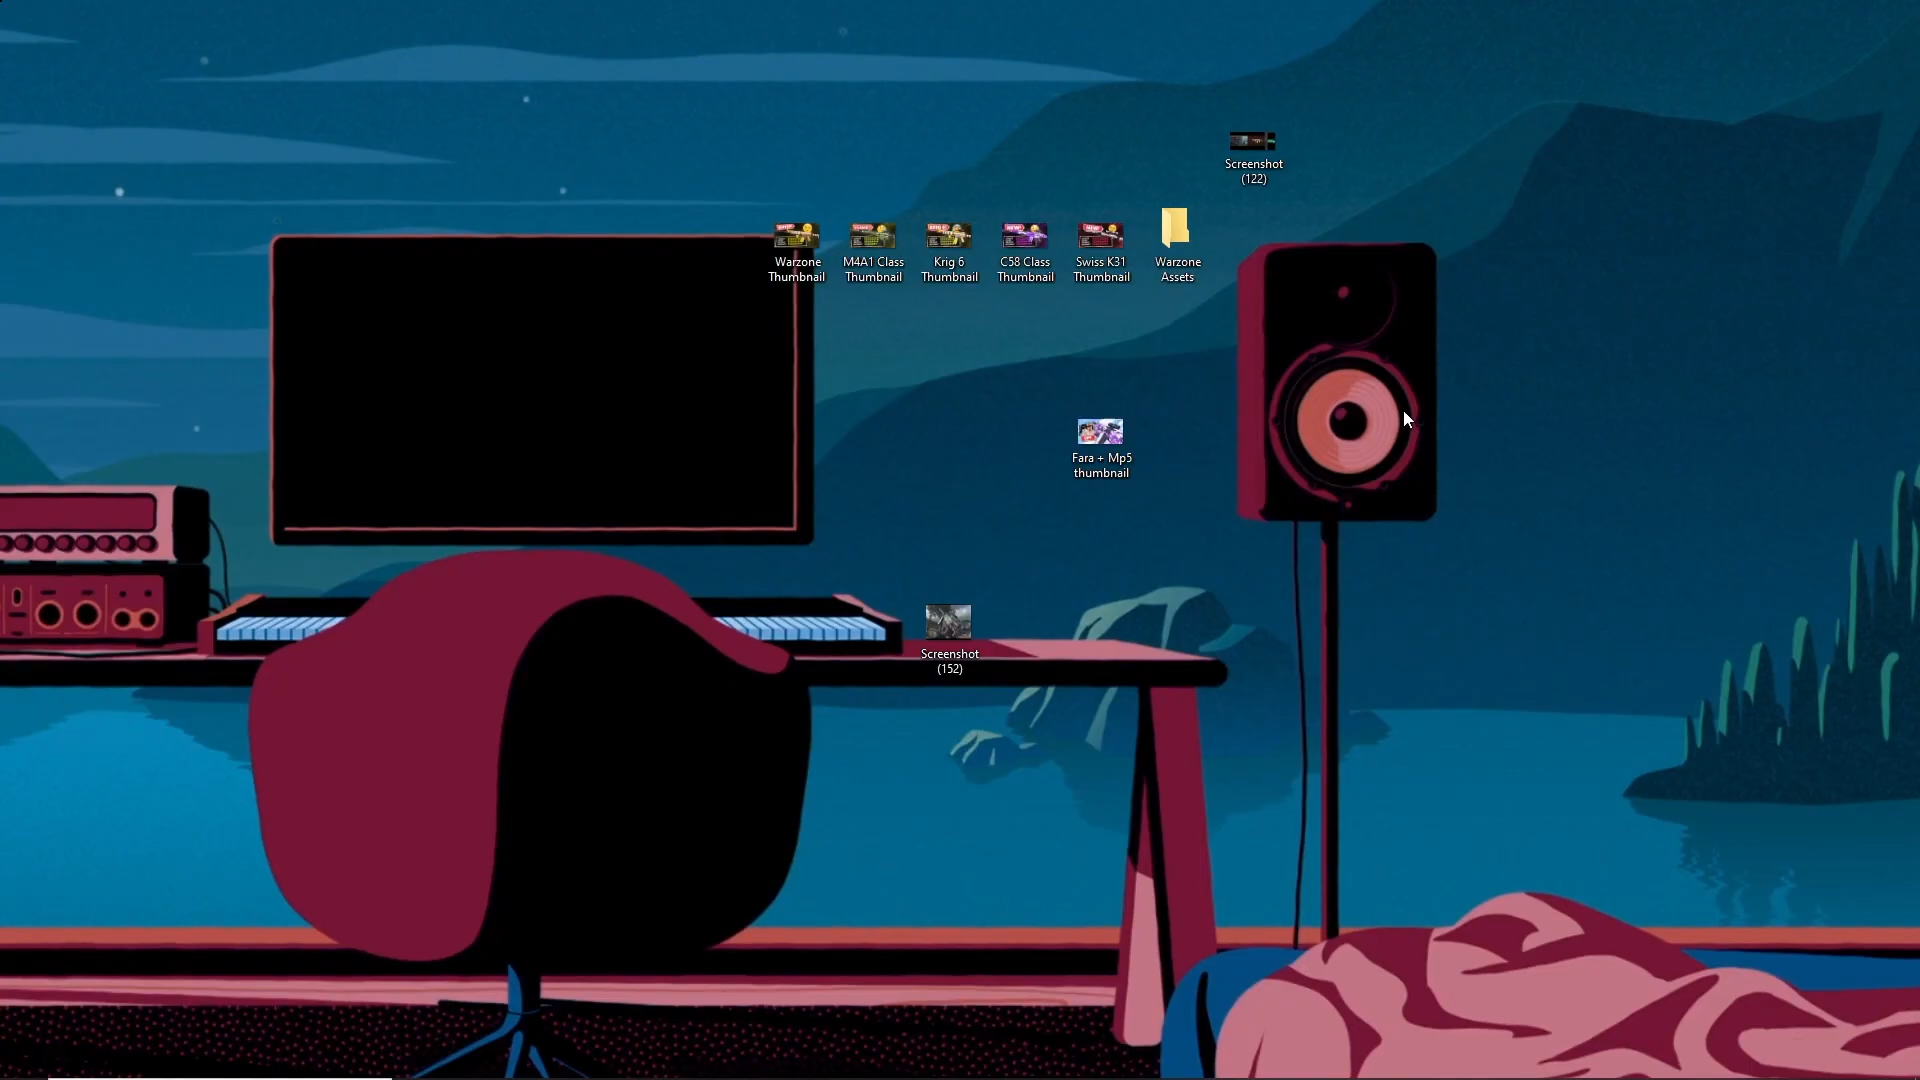 Screenshot
(122)
Warzone
Thumbnail
M4A1 Class
Thumbnail
Krig 6
Thumbnail
C58 Class
Thumbnail
Swiss K31
Thumbnail
Warzone
Assets
Fara + Mp5
thumbnail
Screenshot
(152)